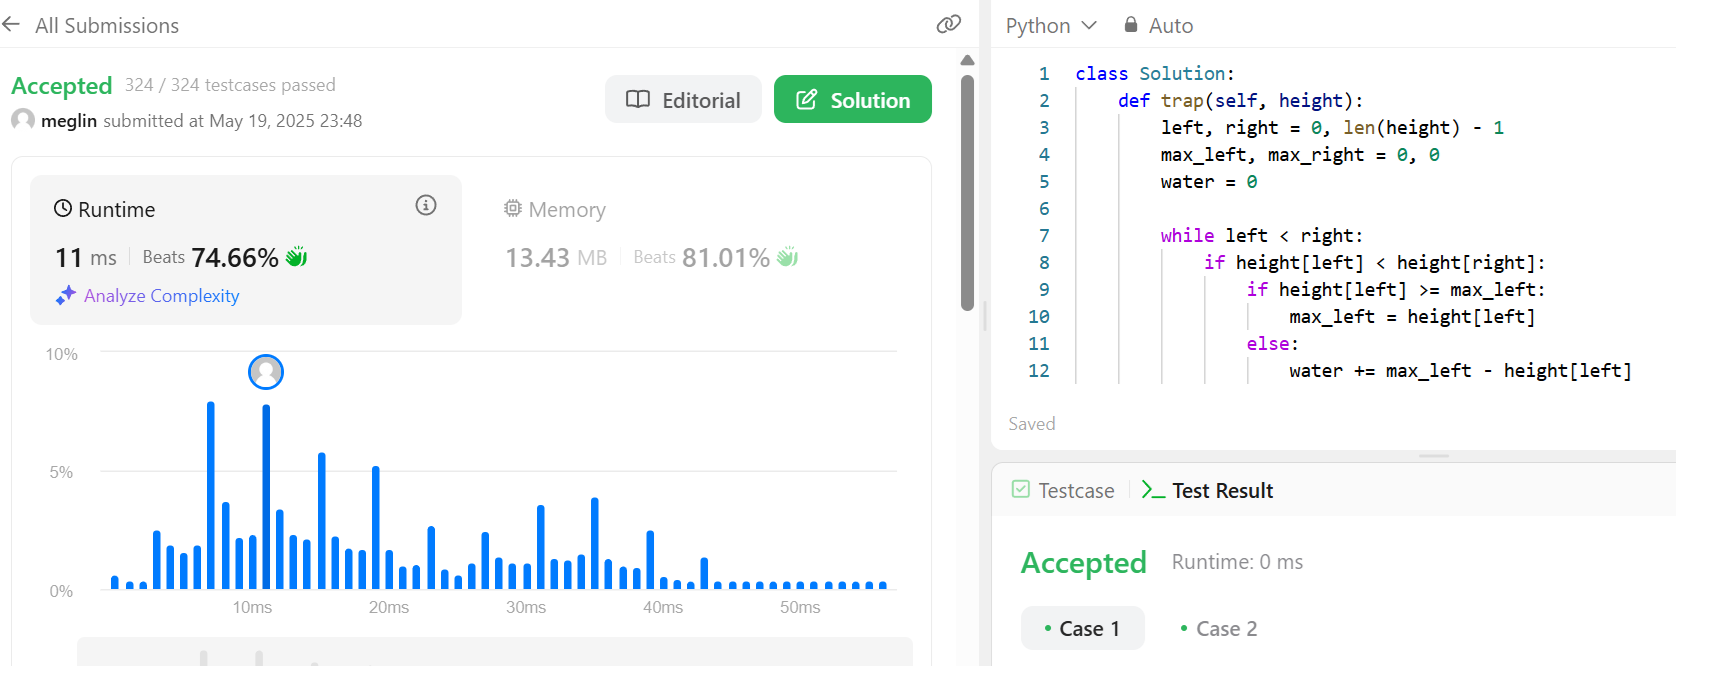 All Submissions
Accepted 324 / 324 testcases passed
meglin submitted at May 19, 2025 23:48
Editorial
Solution
Runtime
11 ms Beats 74.66%
Analyze Complexity
Memory
13.43 MB Beats 81.01%
10%
5%
0%
10ms 20ms 30ms 40ms 50ms
Python Auto
1 class Solution:
2 def trap(self, height):
3 left, right = 0, len(height) - 1
4 max_left, max_right = 0, 0
5 water = 0
6
7 while left < right:
8 if height[left] < height[right]:
9 if height[left] >= max_left:
10 max_left = height[left]
11 else:
12 water += max_left - height[left]
Saved
Testcase Test Result
Accepted Runtime: 0 ms
Case 1 Case 2